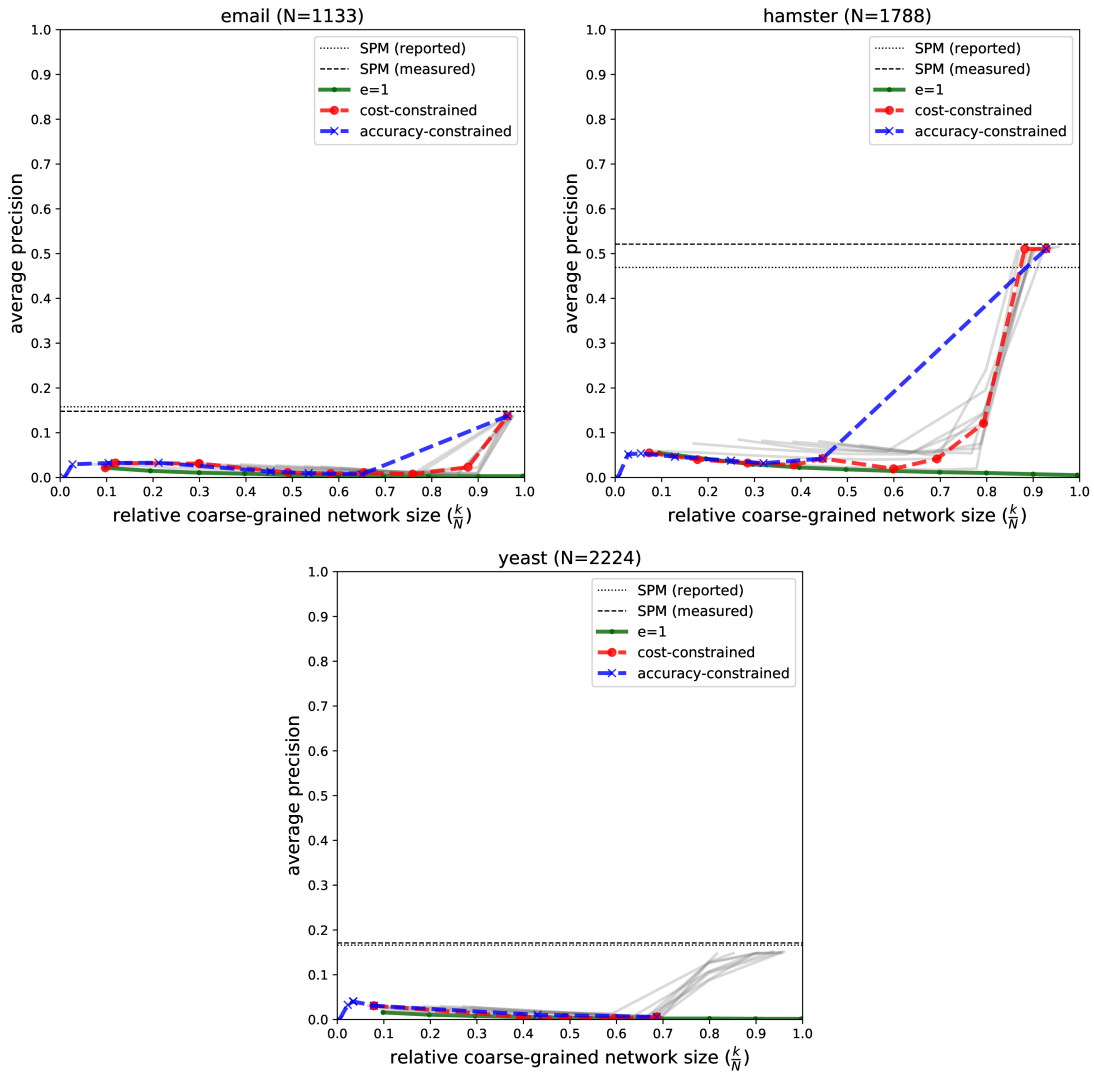 email (N=1133)
1.0
0.9
0.8
0.7
0.6
0.5
0.4
0.3
0.2
0.1
0.0
average precision
SPM (reported)
SPM (measured)
e=1
cost-constrained
accuracy-constrained
0.0 0.1 0.2 0.3 0.4 0.5 0.6 0.7 0.8 0.9 1.0
relative coarse-grained network size (k/N)
hamster (N=1788)
1.0
0.9
0.8
0.7
0.6
0.5
0.4
0.3
0.2
0.1
0.0
average precision
SPM (reported)
SPM (measured)
e=1
cost-constrained
accuracy-constrained
0.0 0.1 0.2 0.3 0.4 0.5 0.6 0.7 0.8 0.9 1.0
relative coarse-grained network size (k/N)
yeast (N=2224)
1.0
0.9
0.8
0.7
0.6
0.5
0.4
0.3
0.2
0.1
0.0
average precision
SPM (reported)
SPM (measured)
e=1
cost-constrained
accuracy-constrained
0.0 0.1 0.2 0.3 0.4 0.5 0.6 0.7 0.8 0.9 1.0
relative coarse-grained network size (k/N)